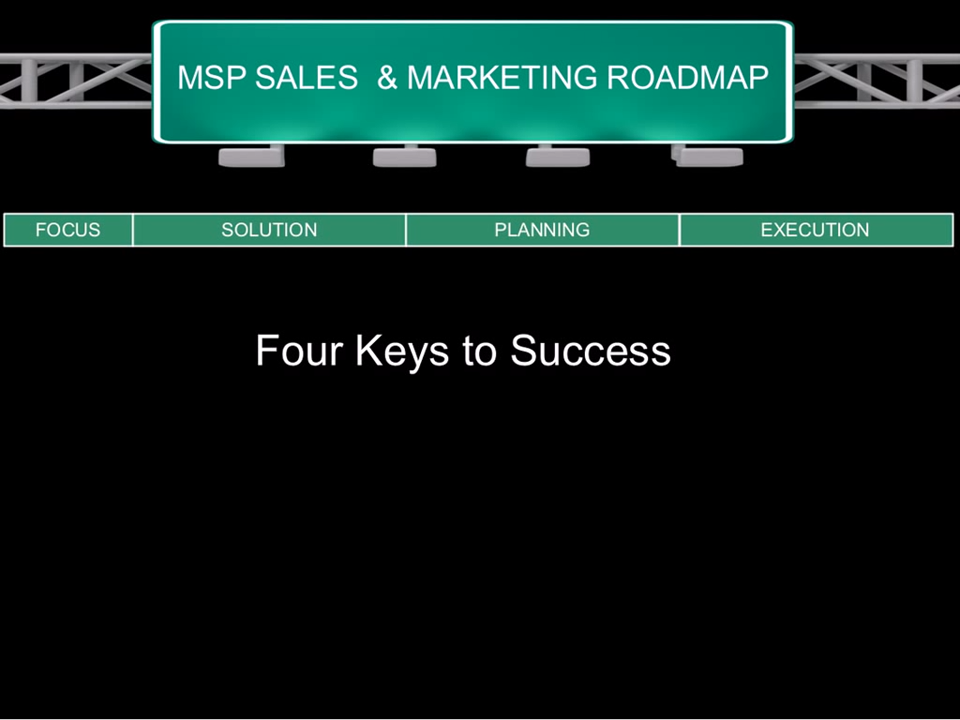 MSP SALES & MARKETING ROADMAP
FOCUS SOLUTION PLANNING EXECUTION
Four Keys to Success